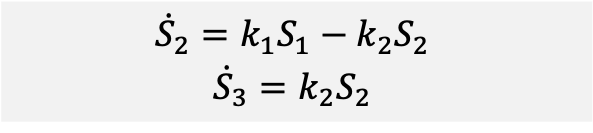 Ṡ₂ = k₁S₁ − k₂S₂
Ṡ₃ = k₂S₂